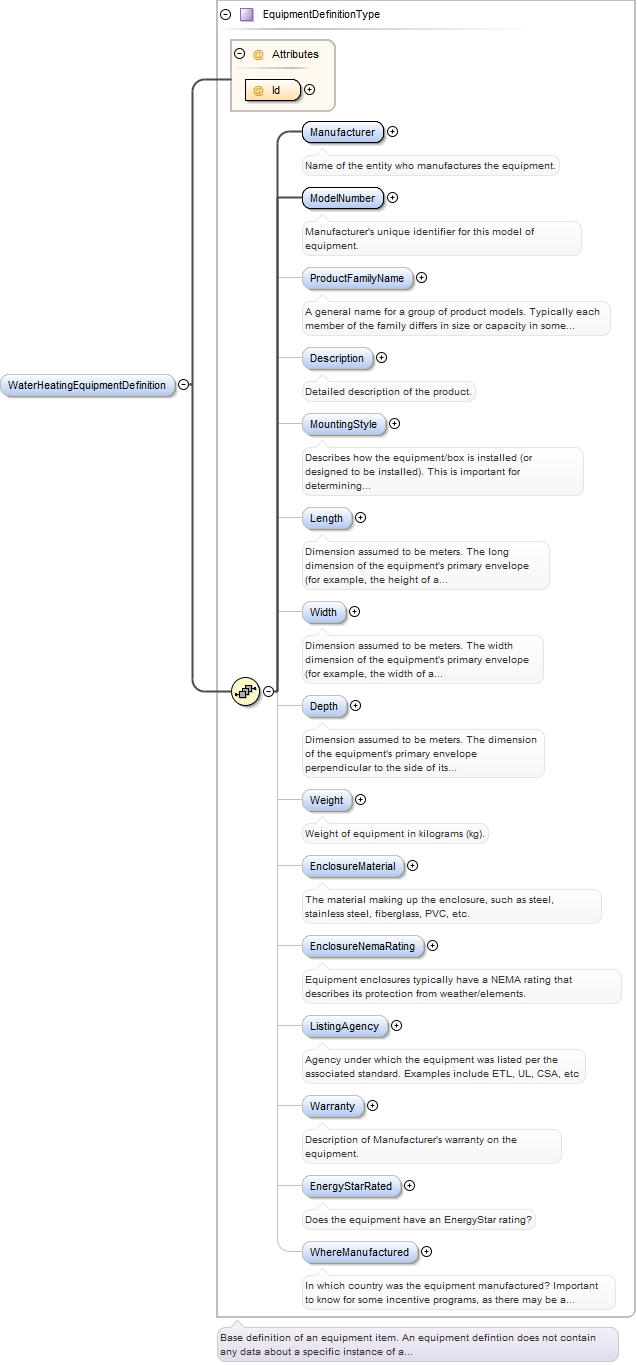 EquipmentDefinitionType
@ Attributes
@ Id
Manufacturer
Name of the entity who manufactures the equipment.
ModelNumber
Manufacturer's unique identifier for this model of
equipment.
ProductFamilyName
A general name for a group of product models. Typically each
member of the family differs in size or capacity in some...
WaterHeatingEquipmentDefinition
Description
Detailed description of the product.
MountingStyle
Describes how the equipment/box is installed (or
designed to be installed). This is important for
determining...
Length
Dimension assumed to be meters. The long
dimension of the equipment's primary envelope
(for example, the height of a...
Width
Dimension assumed to be meters. The width
dimension of the equipment's primary envelope
(for example, the width of a...
Depth
Dimension assumed to be meters. The dimension
of the equipment's primary envelope
perpendicular to the side of its...
Weight
Weight of equipment in kilograms (kg).
EnclosureMaterial
The material making up the enclosure, such as steel,
stainless steel, fiberglass, PVC, etc.
EnclosureNemaRating
Equipment enclosures typically have a NEMA rating that
describes its protection from weather/elements.
ListingAgency
Agency under which the equipment was listed per the
associated standard. Examples include ETL, UL, CSA, etc
Warranty
Description of Manufacturer's warranty on the
equipment.
EnergyStarRated
Does the equipment have an EnergyStar rating?
WhereManufactured
In which country was the equipment manufactured? Important
to know for some incentive programs, as there may be a...
Base definition of an equipment item. An equipment defintion does not contain
any data about a specific instance of a...